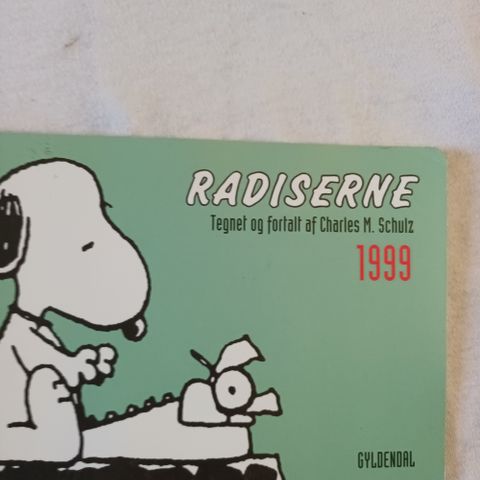 RADISERNE
Tegnet og fortalt af Charles M. Schulz
1999
GYLDENDAL